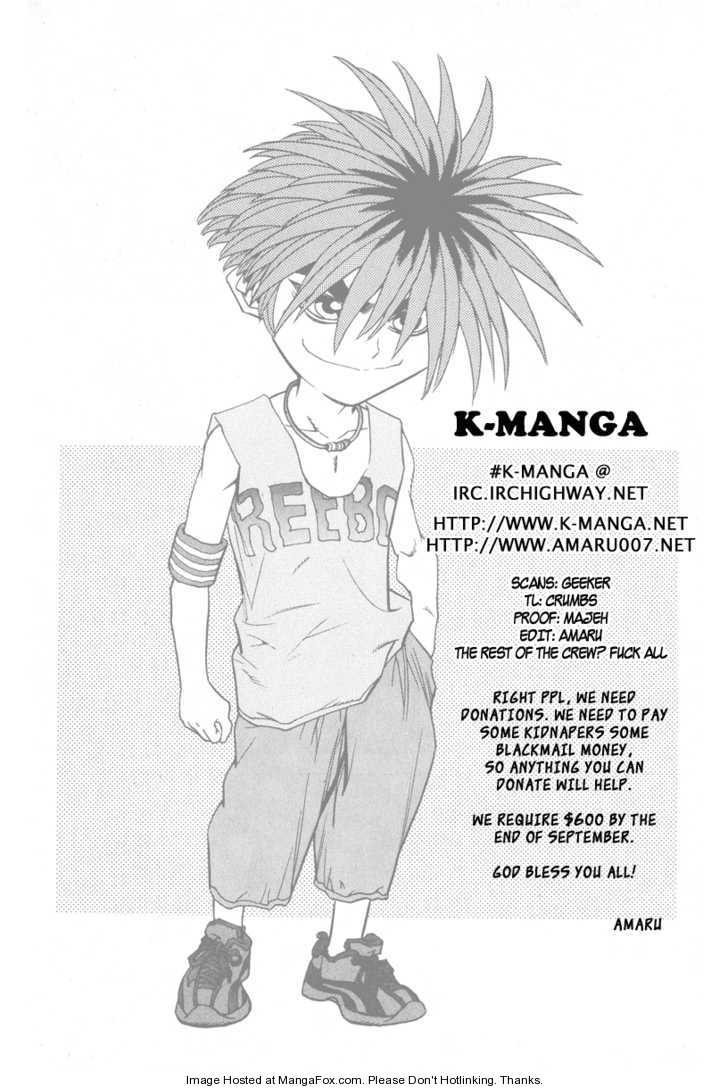 REEBO
K-MANGA
#K-MANGA @
IRC.IRCHIGHWAY.NET
HTTP://WWW.K-MANGA.NET
HTTP://WWW.AMARU007.NET
SCANS: GEEKER
TL: CRUMBS
PROOF: MAJEH
EDIT: AMARU
THE REST OF THE CREW? FUCK ALL
RIGHT PPL, WE NEED
DONATIONS. WE NEED TO PAY
SOME KIDNAPERS SOME
BLACKMAIL MONEY,
SO ANYTHING YOU CAN
DONATE WILL HELP.
WE REQUIRE $600 BY THE
END OF SEPTEMBER.
GOD BLESS YOU ALL!
AMARU
Image Hosted at MangaFox.com. Please Don't Hotlinking. Thanks.